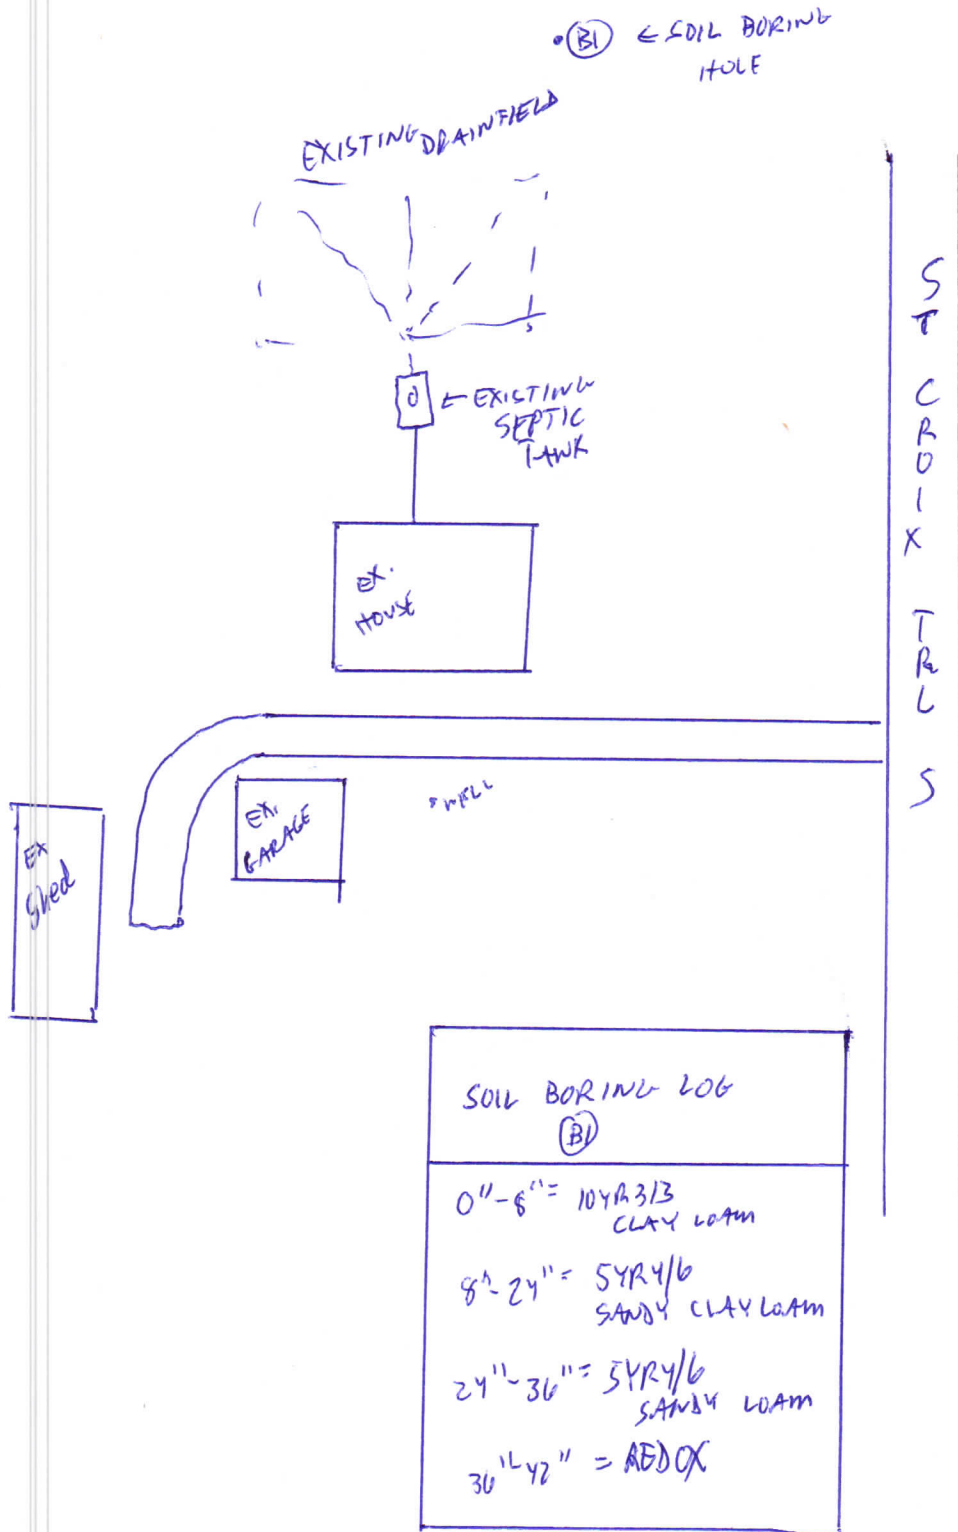 B1 ← SOIL BORING
HOLE
EXISTING DRAINFIELD
← EXISTING
SEPTIC
TANK
EX.
HOUSE
ST CROIX TRL S
WELL
EX.
GARAGE
EX
Shed
SOIL BORING LOG
B1
0"-8"= 10YR3/3
CLAY LOAM
8"-24"= 5YR4/6
SANDY CLAY LOAM
24"-36"= 5YR4/6
SANDY LOAM
36"-42" = REDOX